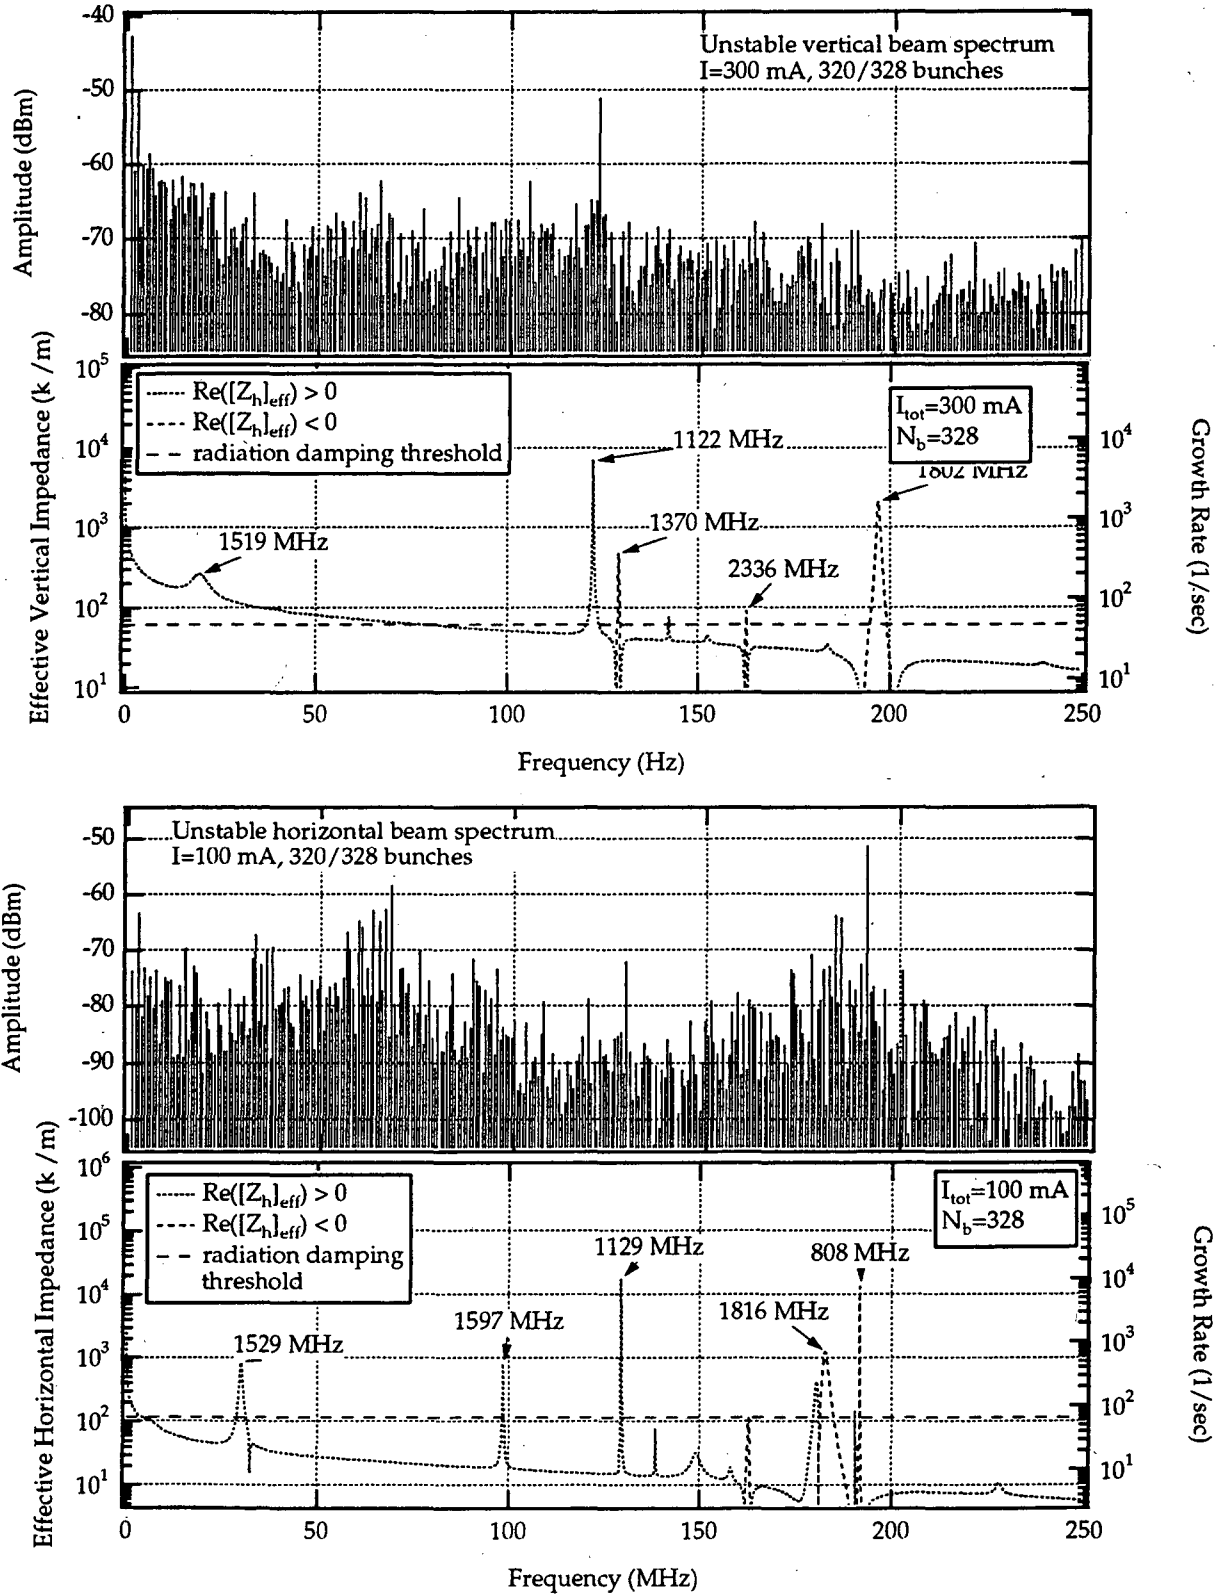 Unstable vertical beam spectrum
I=300 mA, 320/328 bunches
Amplitude (dBm)
-40
-50
-60
-70
-80
Re([Z_h]_eff) > 0
Re([Z_h]_eff) < 0
radiation damping threshold
I_tot=300 mA
N_b=328
1519 MHz
1122 MHz
1370 MHz
2336 MHz
1802 MHz
Effective Vertical Impedance (k /m)
10^5
10^4
10^3
10^2
10^1
Growth Rate (1/sec)
10^4
10^3
10^2
10^1
0 50 100 150 200 250
Frequency (Hz)
Unstable horizontal beam spectrum
I=100 mA, 320/328 bunches
Amplitude (dBm)
-50
-60
-70
-80
-90
-100
Re([Z_h]_eff) > 0
Re([Z_h]_eff) < 0
radiation damping
threshold
I_tot=100 mA
N_b=328
1529 MHz
1597 MHz
1129 MHz
1816 MHz
808 MHz
Effective Horizontal Impedance (k /m)
10^6
10^5
10^4
10^3
10^2
10^1
Growth Rate (1/sec)
10^5
10^4
10^3
10^2
10^1
0 50 100 150 200 250
Frequency (MHz)